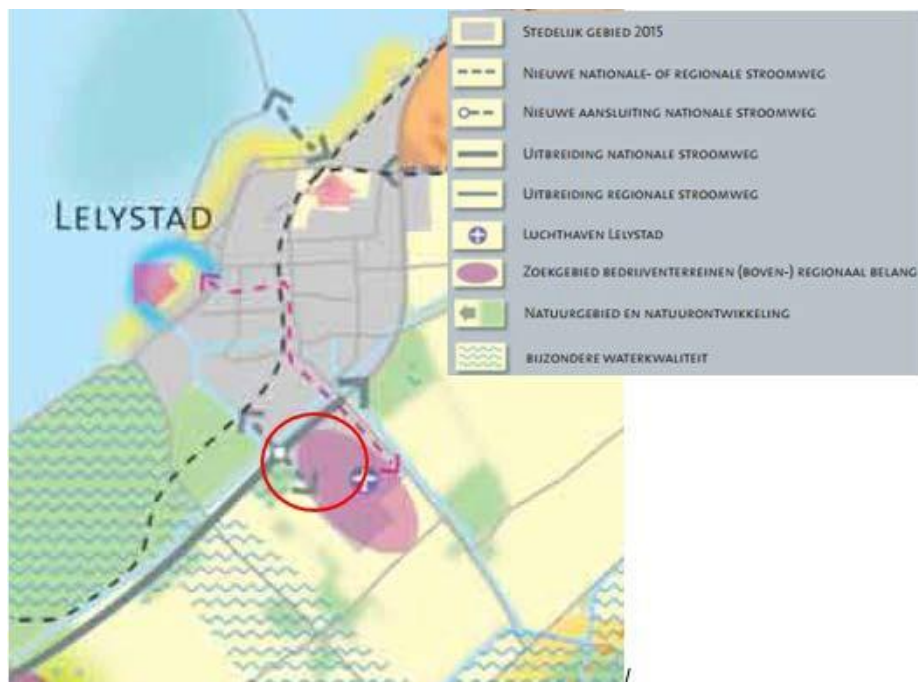 STEDELIJK GEBIED 2015
NIEUWE NATIONALE- OF REGIONALE STROOMWEG
NIEUWE AANSLUITING NATIONALE STROOMWEG
UITBREIDING NATIONALE STROOMWEG
UITBREIDING REGIONALE STROOMWEG
LUCHTHAVEN LELYSTAD
ZOEKGEBIED BEDRIJVENTERREINEN (BOVEN-) REGIONAAL BELANG
NATUURGEBIED EN NATUURONTWIKKELING
BIJZONDERE WATERKWALITEIT
LELYSTAD
/